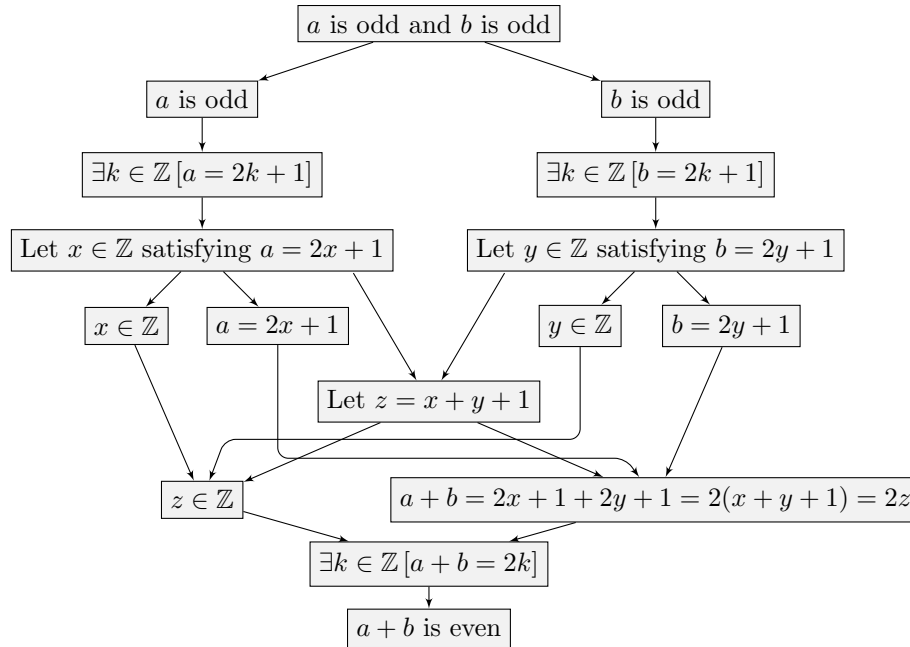 a is odd and b is odd
a is odd
b is odd
∃k ∈ ℤ [a = 2k + 1]
∃k ∈ ℤ [b = 2k + 1]
Let x ∈ ℤ satisfying a = 2x + 1
Let y ∈ ℤ satisfying b = 2y + 1
x ∈ ℤ
a = 2x + 1
y ∈ ℤ
b = 2y + 1
Let z = x + y + 1
z ∈ ℤ
a + b = 2x + 1 + 2y + 1 = 2(x + y + 1) = 2z
∃k ∈ ℤ [a + b = 2k]
a + b is even